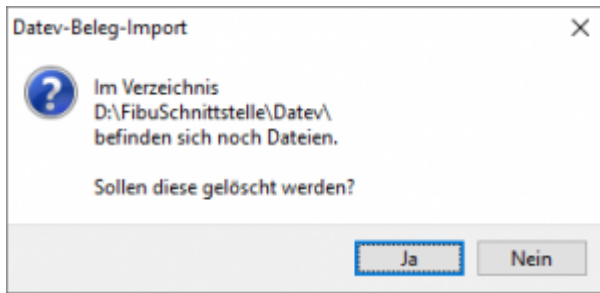 Datev-Beleg-Import
Im Verzeichnis
D:\FibuSchnittstelle\Datev\
befinden sich noch Dateien.
Sollen diese gelöscht werden?
Ja
Nein